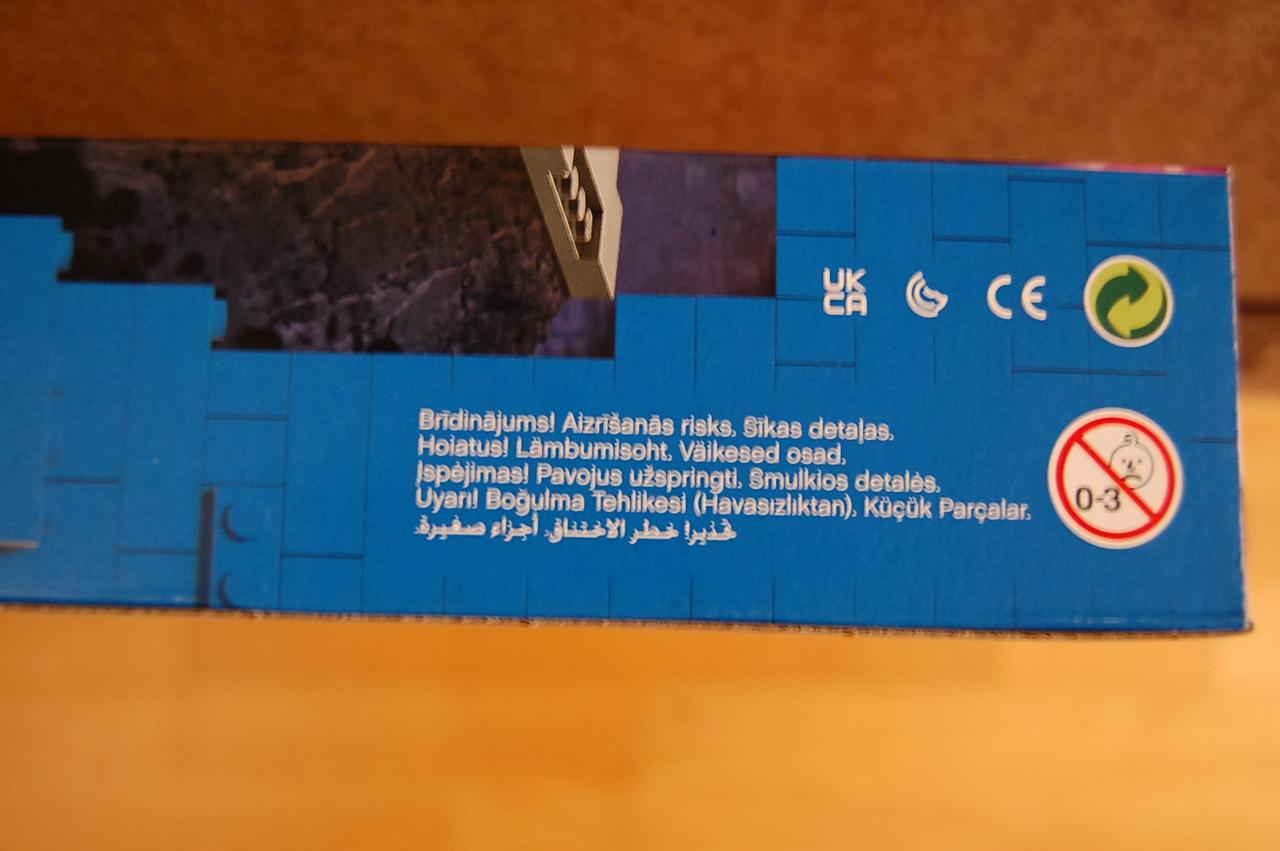 UK
CA
CE
Brīdinājums! Aizrīšanās risks. Sīkas detaļas.
Hoiatus! Lämbumisoht. Väikesed osad.
Įspėjimas! Pavojus užspringti. Smulkios detalės.
Uyarı! Boğulma Tehlikesi (Havasızlıktan). Küçük Parçalar.
تحذير! خطر الاختناق. أجزاء صغيرة.
0-3